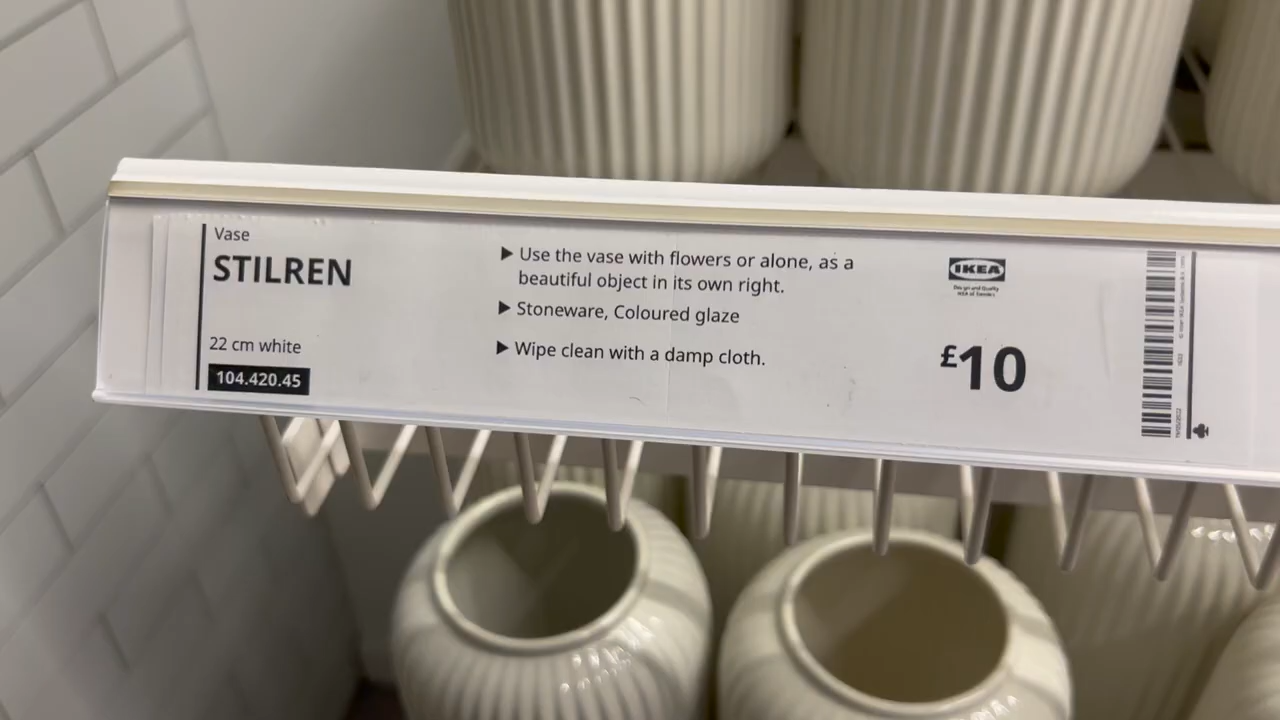 Vase
STILREN
22 cm white
104.420.45
▶ Use the vase with flowers or alone, as a
beautiful object in its own right.
▶ Stoneware, Coloured glaze
▶ Wipe clean with a damp cloth.
IKEA
Design and Quality
IKEA of Sweden
£10